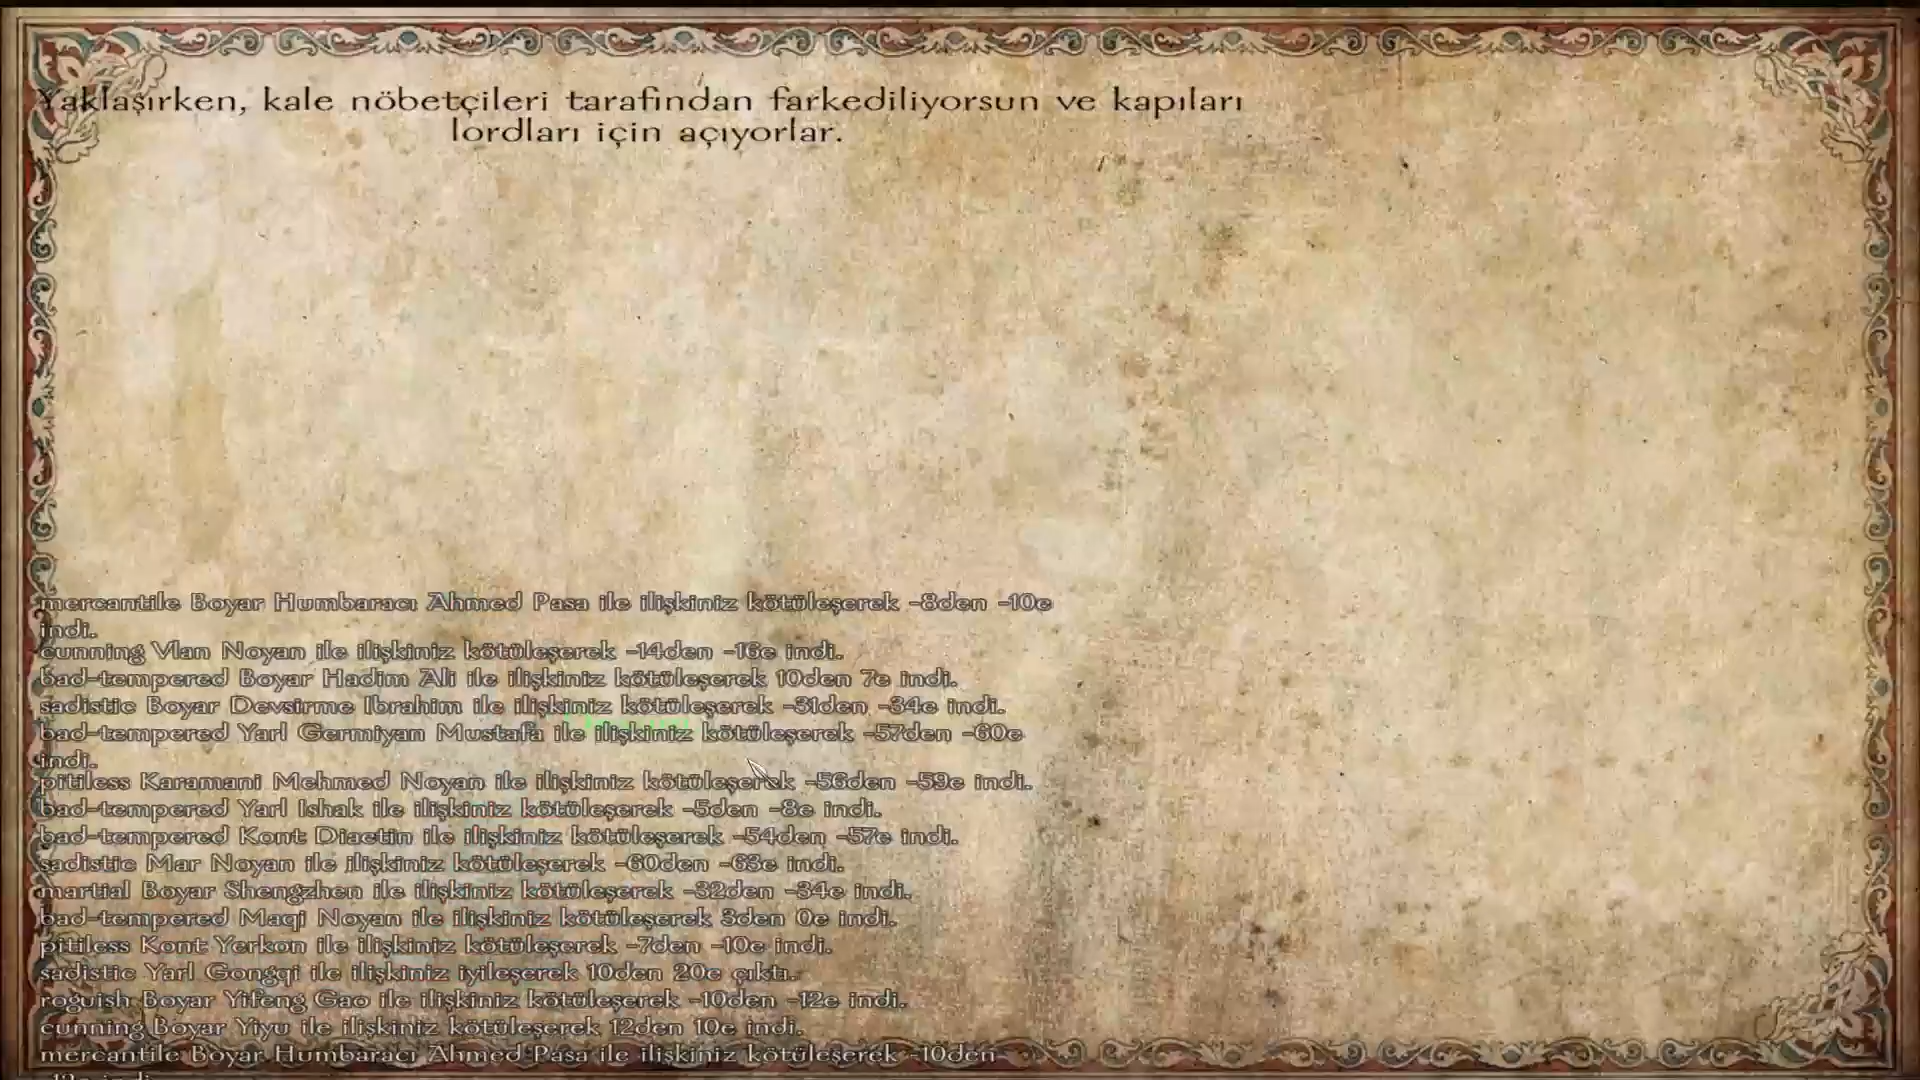 Yaklaşırken, kale nöbetçileri tarafından farkediliyorsun ve kapıları
lordları için açıyorlar.
mercantile Boyar Humbaracı Ahmed Pasa ile ilişkiniz kötüleşerek -8den -10e
indi.
cunning Vlan Noyan ile ilişkiniz kötüleşerek -14den -16e indi.
bad-tempered Boyar Hadim Ali ile ilişkiniz kötüleşerek 10den 7e indi.
sadistic Boyar Devsirme Ibrahim ile ilişkiniz kötüleşerek -31den -34e indi.
bad-tempered Yarl Germiyan Mustafa ile ilişkiniz kötüleşerek -57den -60e
indi.
pitiless Karamani Mehmed Noyan ile ilişkiniz kötüleşerek -56den -59e indi.
bad-tempered Yarl Ishak ile ilişkiniz kötüleşerek -5den -8e indi.
bad-tempered Kont Diaetin ile ilişkiniz kötüleşerek -54den -57e indi.
sadistic Mar Noyan ile ilişkiniz kötüleşerek -60den -63e indi.
martial Boyar Shengzhen ile ilişkiniz kötüleşerek -32den -34e indi.
bad-tempered Maqi Noyan ile ilişkiniz kötüleşerek 3den 0e indi.
pitiless Kont Yerkon ile ilişkiniz kötüleşerek -7den -10e indi.
sadistic Yarl Gongqi ile ilişkiniz iyileşerek 10den 20e çıktı.
roguish Boyar Yifeng Gao ile ilişkiniz kötüleşerek -10den -12e indi.
cunning Boyar Yiyu ile ilişkiniz kötüleşerek 12den 10e indi.
mercantile Boyar Humbaracı Ahmed Pasa ile ilişkiniz kötüleşerek -10den
-12e indi.